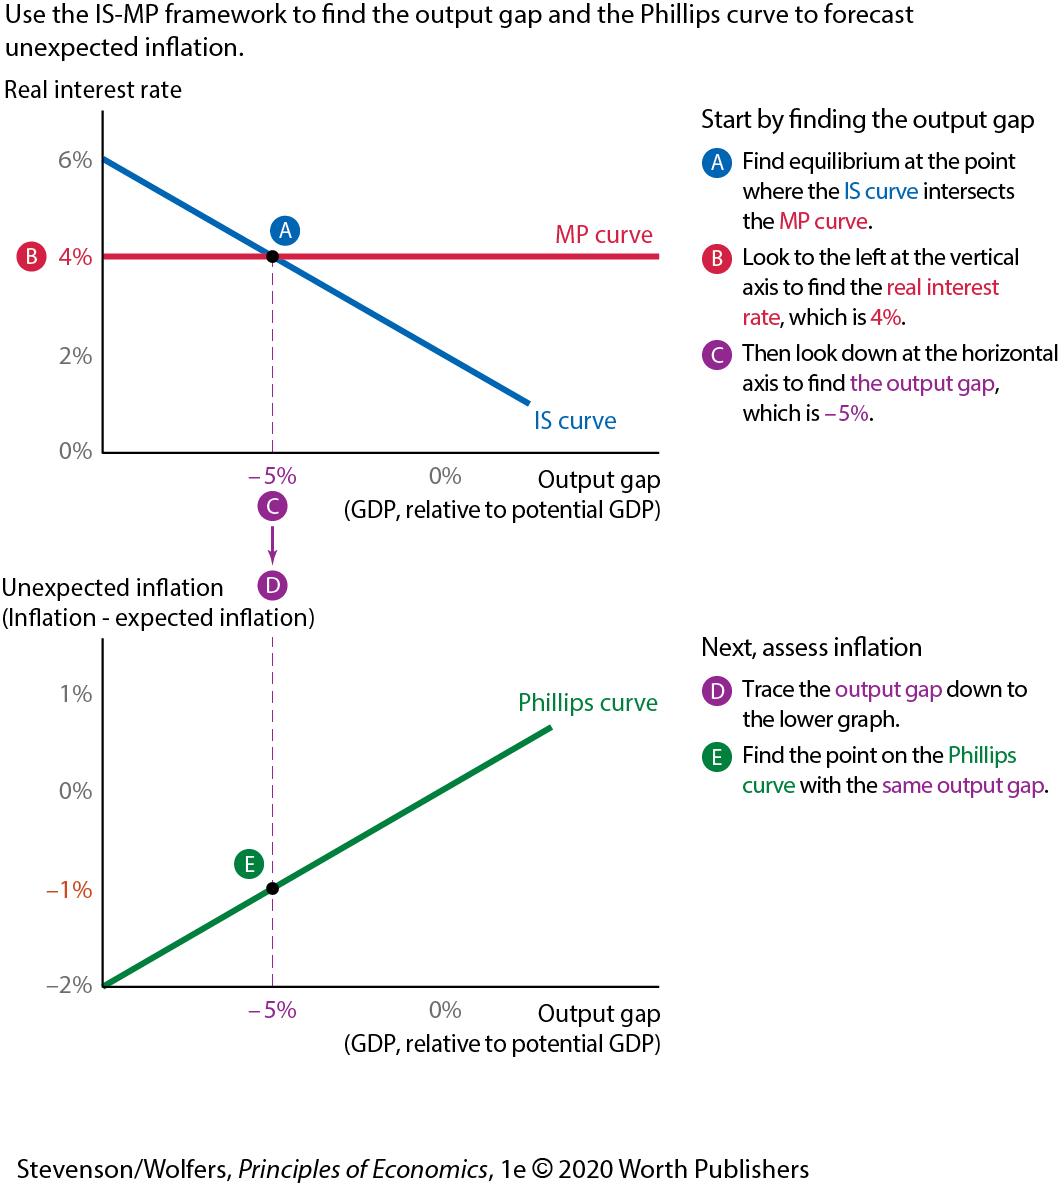 Use the IS-MP framework to find the output gap and the Phillips curve to forecast
unexpected inflation.
Real interest rate
6%
B 4%
2%
0%
A
MP curve
IS curve
–5%
0%
Output gap
(GDP, relative to potential GDP)
C
D
Start by finding the output gap
A Find equilibrium at the point
where the IS curve intersects
the MP curve.
B Look to the left at the vertical
axis to find the real interest
rate, which is 4%.
C Then look down at the horizontal
axis to find the output gap,
which is –5%.
Unexpected inflation
(Inflation - expected inflation)
1%
0%
–1%
–2%
Phillips curve
E
–5%
0%
Output gap
(GDP, relative to potential GDP)
Next, assess inflation
D Trace the output gap down to
the lower graph.
E Find the point on the Phillips
curve with the same output gap.
Stevenson/Wolfers, Principles of Economics, 1e © 2020 Worth Publishers